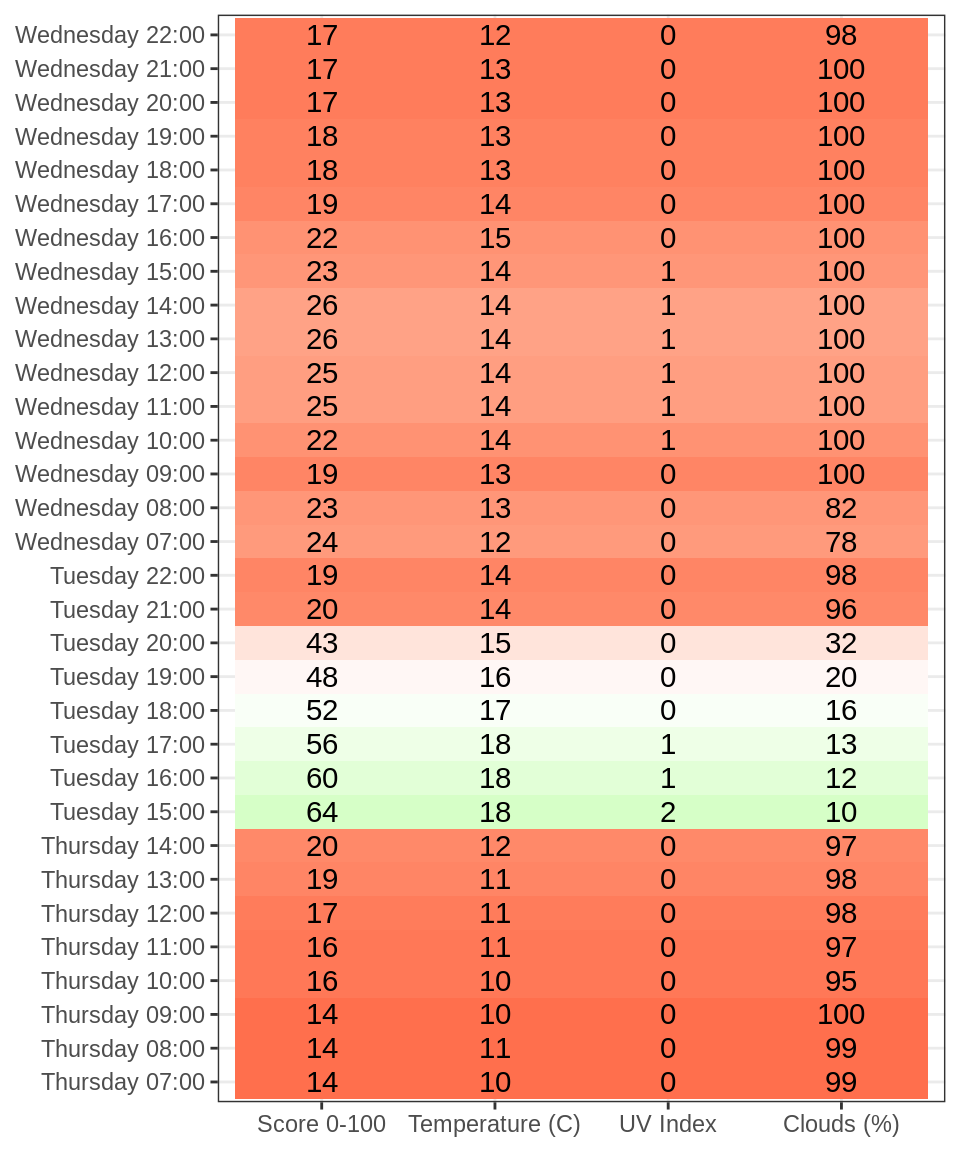 Wednesday 22:00 17 12 0 98
Wednesday 21:00 17 13 0 100
Wednesday 20:00 17 13 0 100
Wednesday 19:00 18 13 0 100
Wednesday 18:00 18 13 0 100
Wednesday 17:00 19 14 0 100
Wednesday 16:00 22 15 0 100
Wednesday 15:00 23 14 1 100
Wednesday 14:00 26 14 1 100
Wednesday 13:00 26 14 1 100
Wednesday 12:00 25 14 1 100
Wednesday 11:00 25 14 1 100
Wednesday 10:00 22 14 1 100
Wednesday 09:00 19 13 0 100
Wednesday 08:00 23 13 0 82
Wednesday 07:00 24 12 0 78
Tuesday 22:00 19 14 0 98
Tuesday 21:00 20 14 0 96
Tuesday 20:00 43 15 0 32
Tuesday 19:00 48 16 0 20
Tuesday 18:00 52 17 0 16
Tuesday 17:00 56 18 1 13
Tuesday 16:00 60 18 1 12
Tuesday 15:00 64 18 2 10
Thursday 14:00 20 12 0 97
Thursday 13:00 19 11 0 98
Thursday 12:00 17 11 0 98
Thursday 11:00 16 11 0 97
Thursday 10:00 16 10 0 95
Thursday 09:00 14 10 0 100
Thursday 08:00 14 11 0 99
Thursday 07:00 14 10 0 99
Score 0-100 Temperature (C) UV Index Clouds (%)